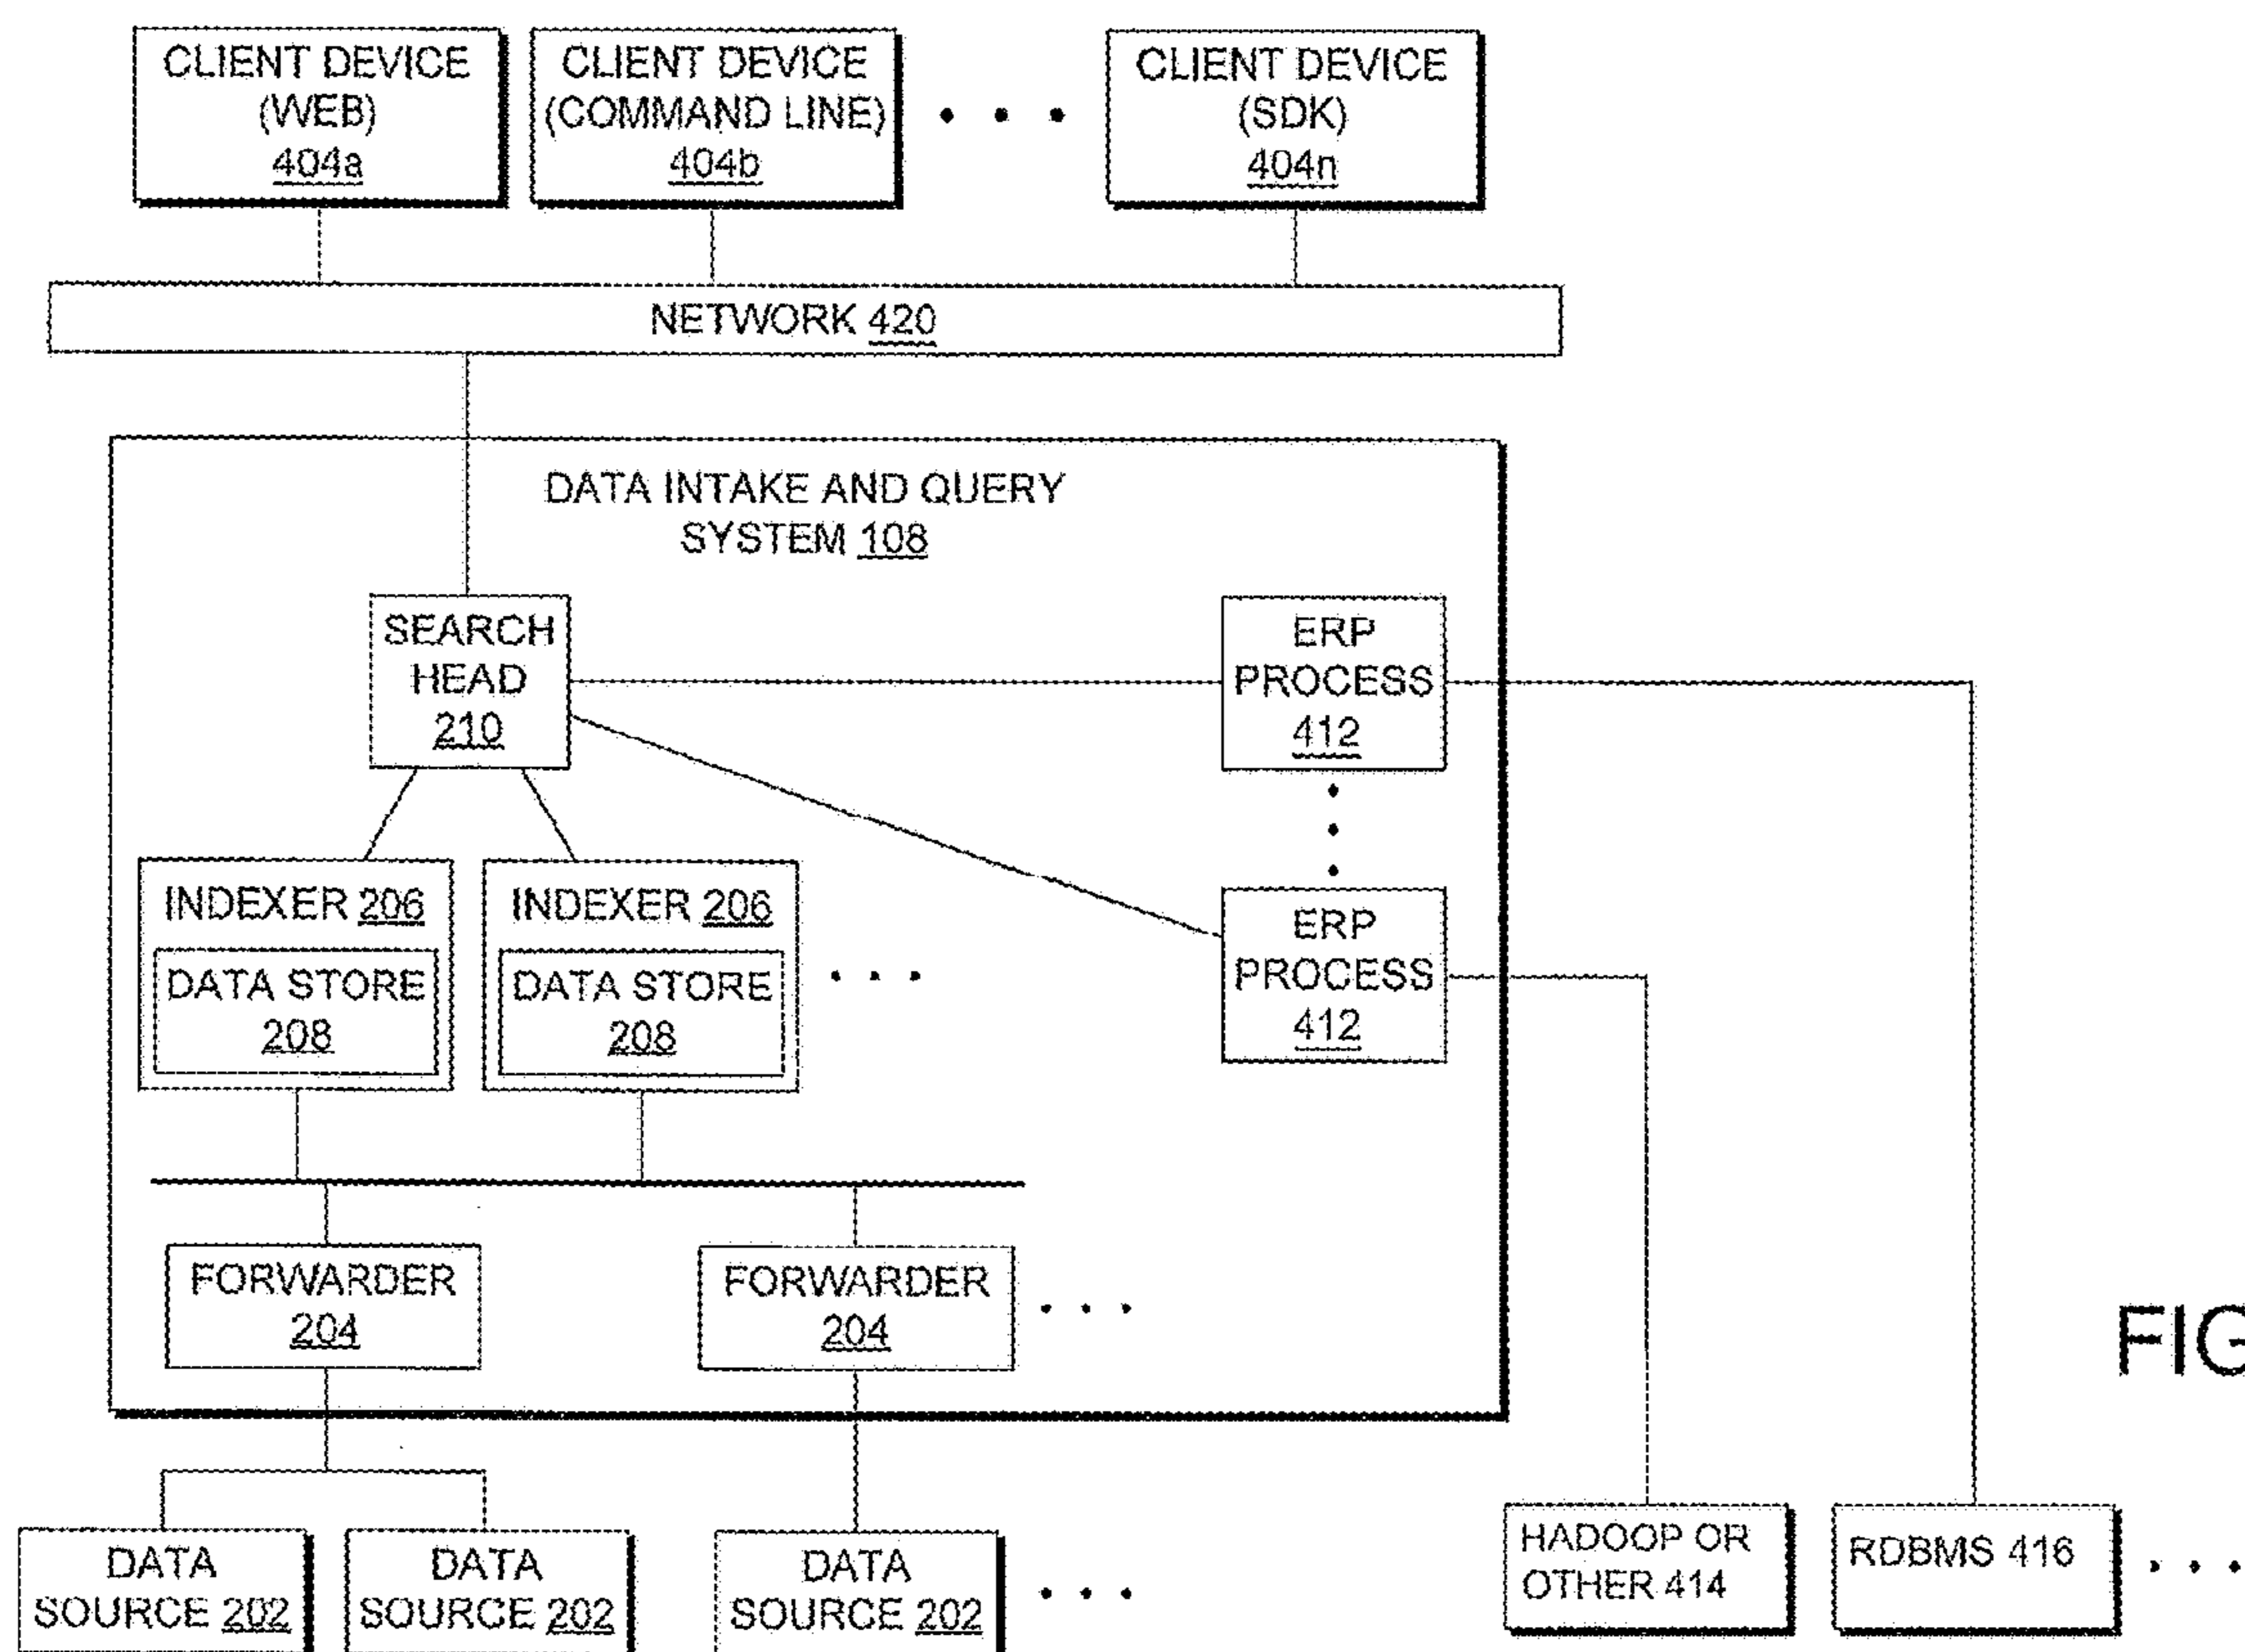 CLIENT DEVICE
(WEB)
404a
CLIENT DEVICE
(COMMAND LINE)
404b
CLIENT DEVICE
(SDK)
404n
NETWORK 420
DATA INTAKE AND QUERY
SYSTEM 108
SEARCH
HEAD
210
ERP
PROCESS
412
INDEXER 206
DATA STORE
208
INDEXER 206
DATA STORE
208
ERP
PROCESS
412
FORWARDER
204
FORWARDER
204
FIG
DATA
SOURCE 202
DATA
SOURCE 202
DATA
SOURCE 202
HADOOP OR
OTHER 414
RDBMS 416